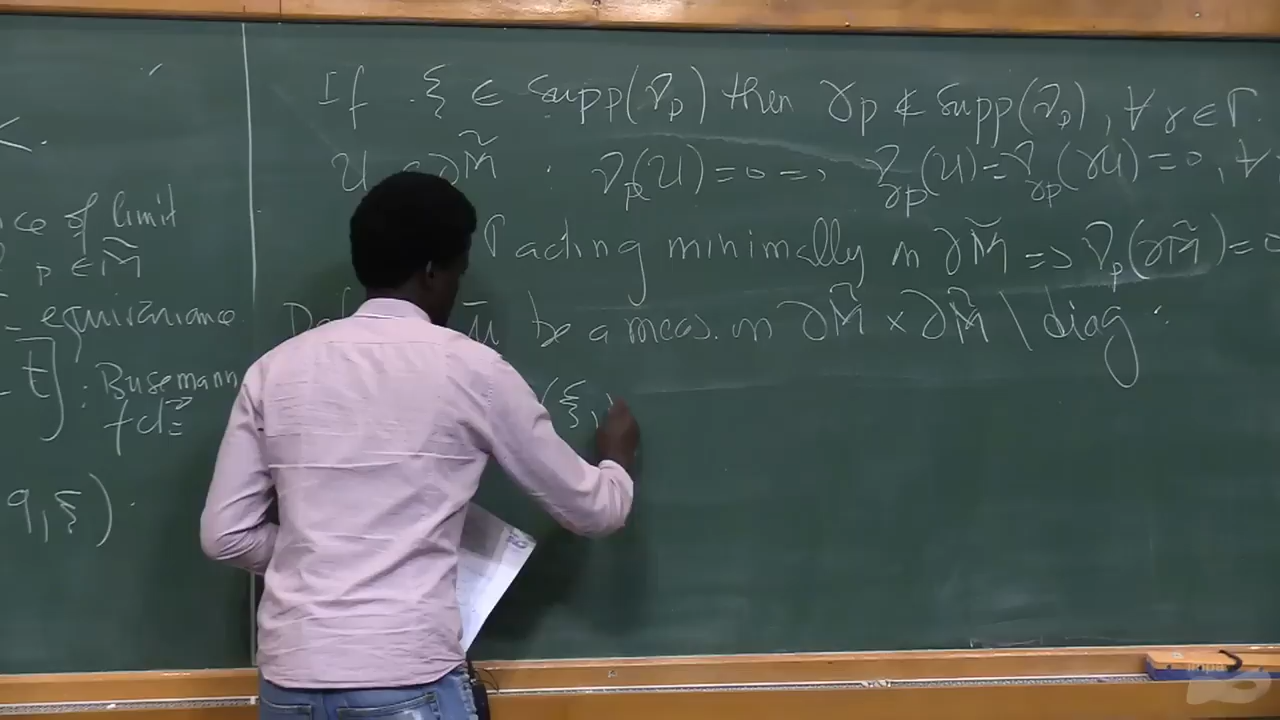 <.
ce of limit
p ∈ M̃
- equivariance
- t] : Busemann
fct
q, ξ).
If ξ ∈ Supp(ν_p) then γp ∉ Supp(ν_p), ∀ γ ∈ Γ.
U ∂M̃ : ν_p(U) = 0 => ν_γp(U) = ν_γp(γU) = 0, ∀
Γ acting minimally on ∂M̃ => ν_p(∂M̃) = 0
μ̄ be a meas. on ∂M̃ × ∂M̃ \ diag :
(ξ,